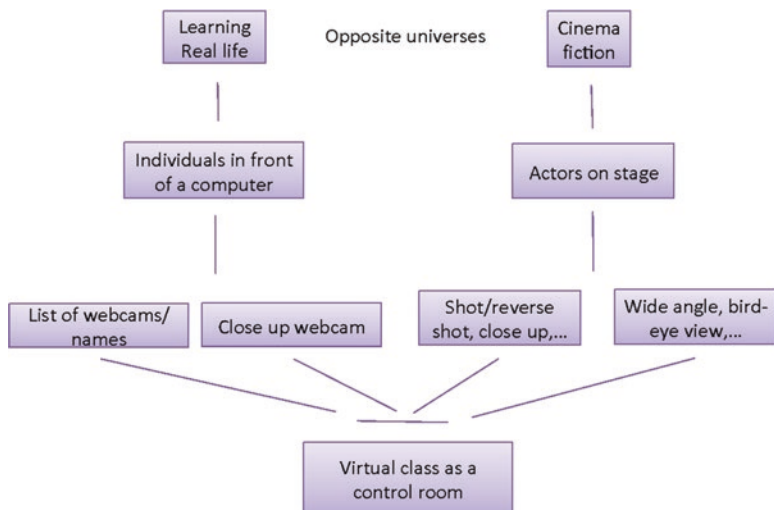 Learning
Real life
Opposite universes
Cinema
fiction
Individuals in front
of a computer
Actors on stage
List of webcams/
names
Close up webcam
Shot/reverse
shot, close up,...
Wide angle, bird-
eye view,...
Virtual class as a
control room